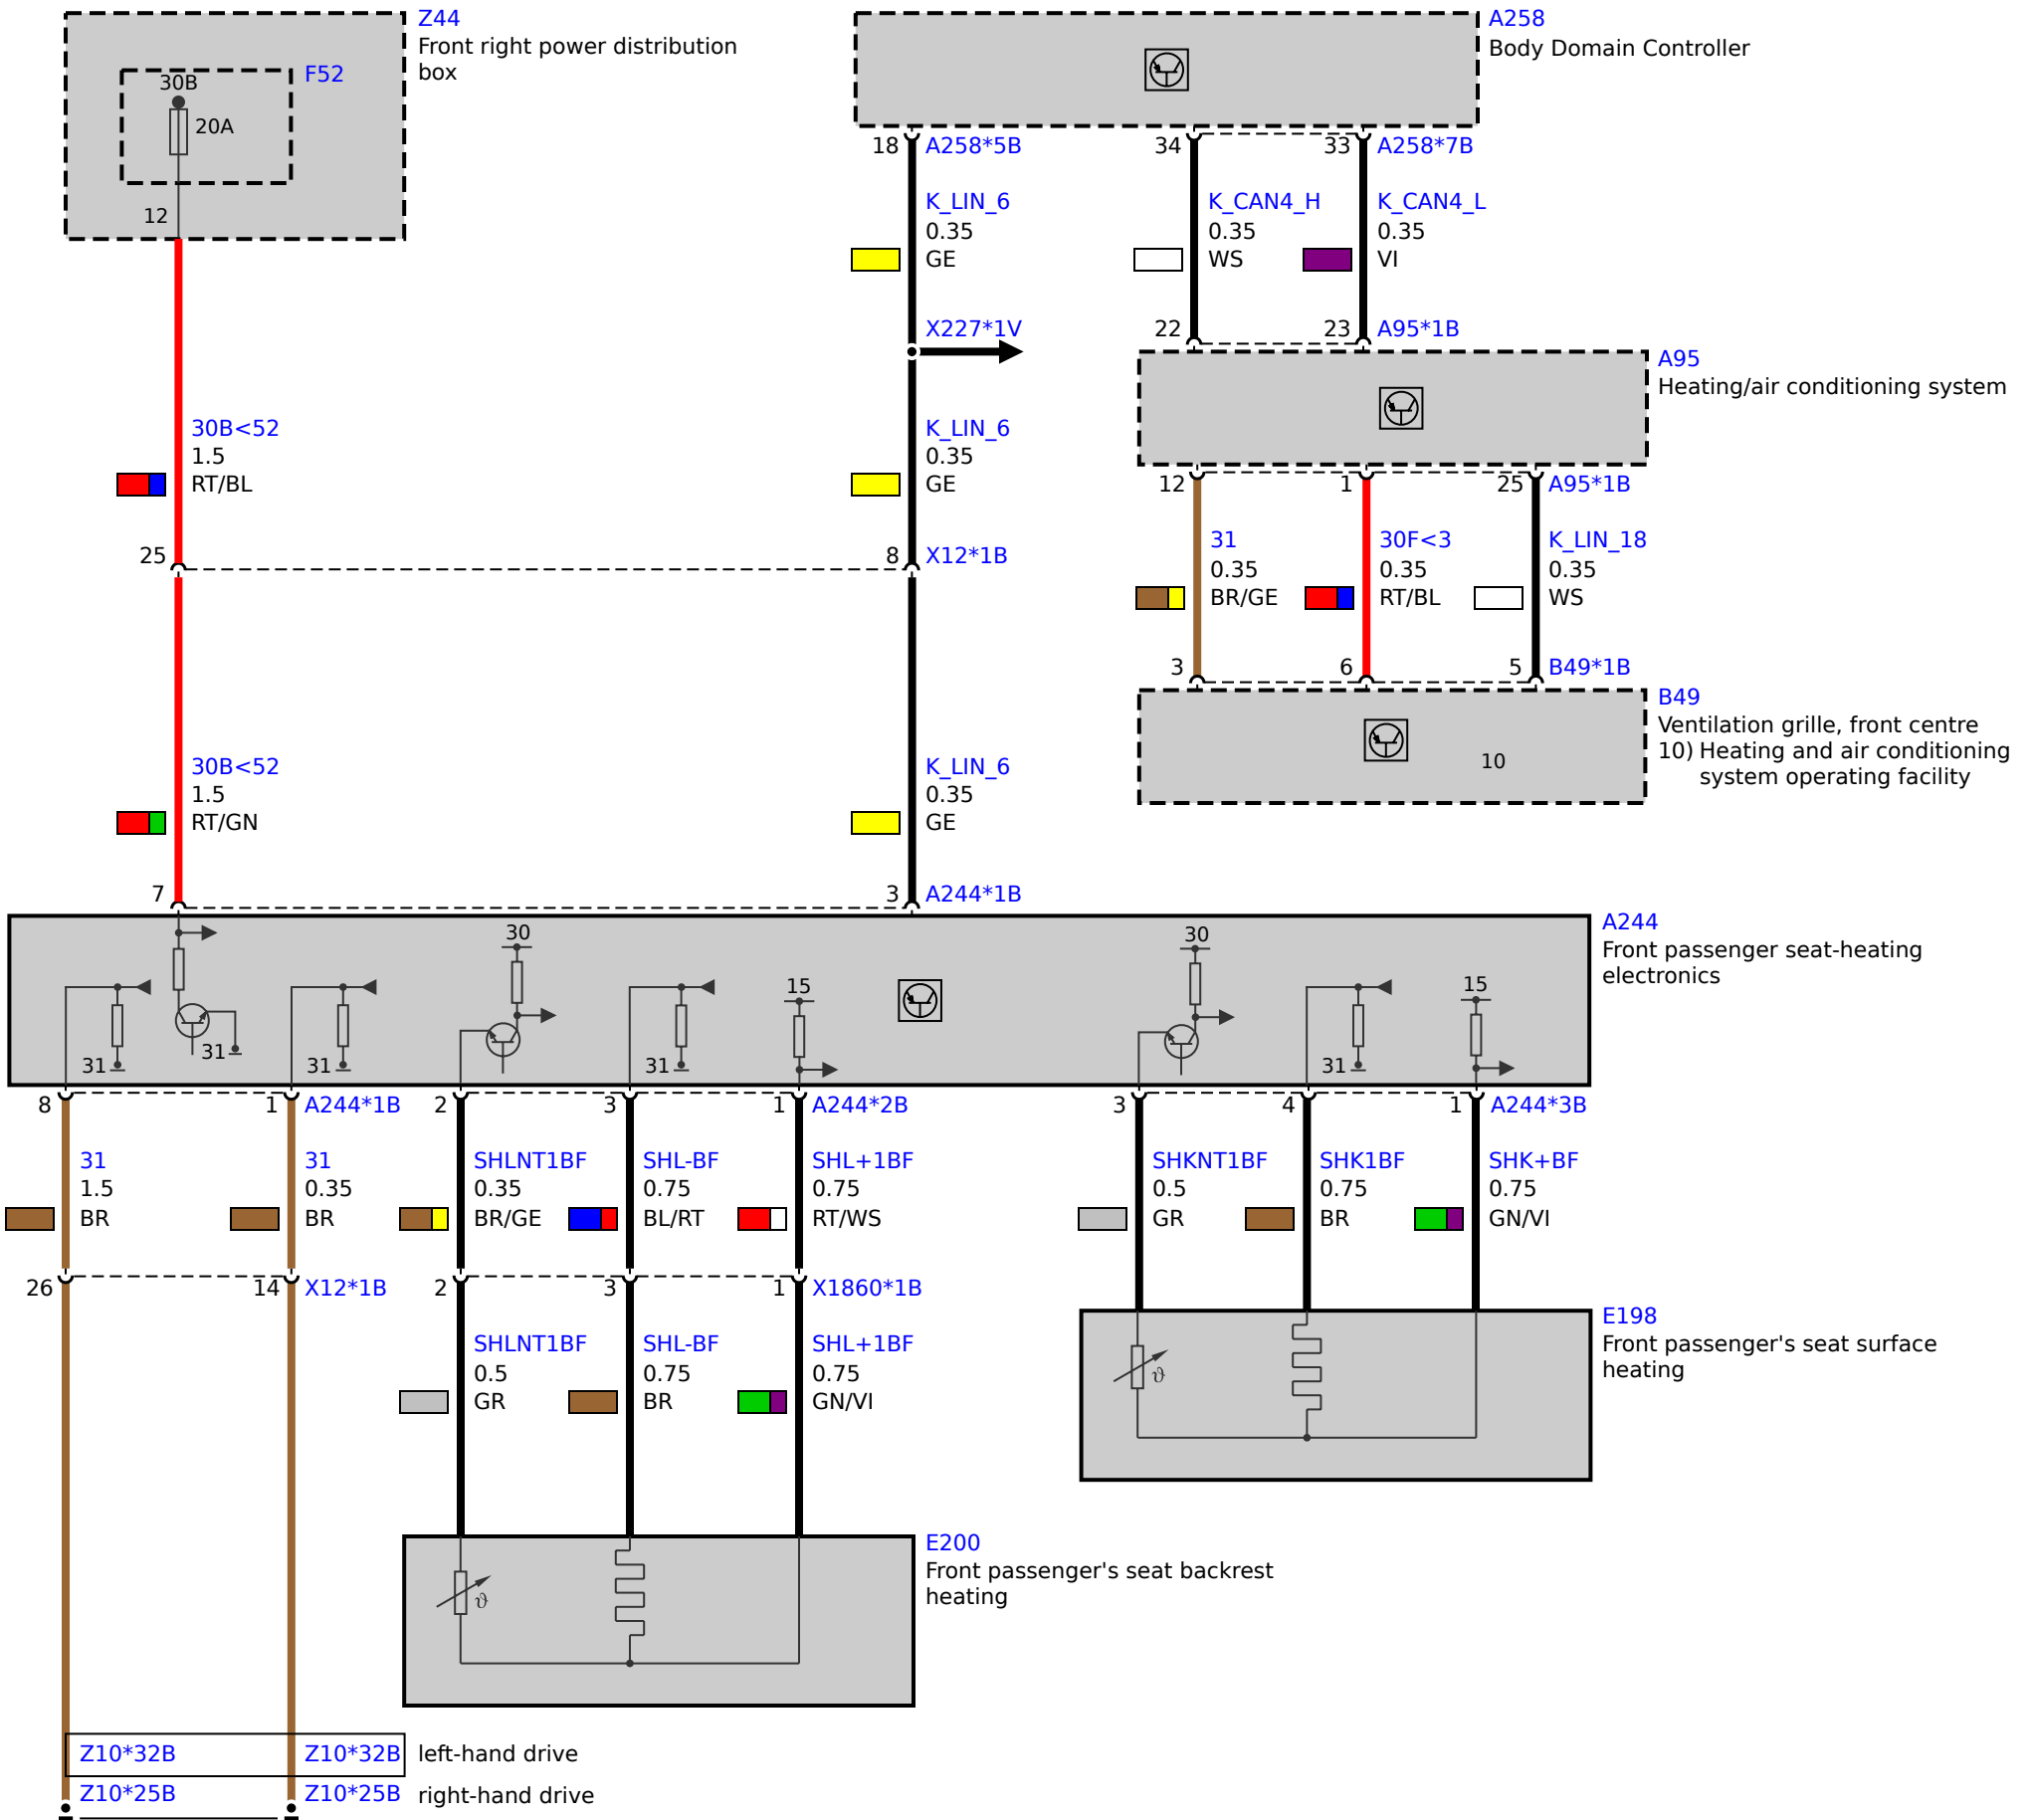 Z44
Front right power distribution
box
F52
30B
20A
12
A258
Body Domain Controller
18 A258*5B
34 33 A258*7B
K_LIN_6
0.35
GE
K_CAN4_H
0.35
WS
K_CAN4_L
0.35
VI
X227*1V
22 23 A95*1B
A95
Heating/air conditioning system
30B<52
1.5
RT/BL
K_LIN_6
0.35
GE
12 1 25 A95*1B
25 8 X12*1B
31
0.35
BR/GE
30F<3
0.35
RT/BL
K_LIN_18
0.35
WS
3 6 5 B49*1B
B49
Ventilation grille, front centre
10) Heating and air conditioning
system operating facility
10
30B<52
1.5
RT/GN
K_LIN_6
0.35
GE
7 3 A244*1B
A244
Front passenger seat-heating
electronics
30
30
15
15
31
31
31
31
31
8 1 A244*1B
2 3 1 A244*2B
3 4 1 A244*3B
31
1.5
BR
31
0.35
BR
SHLNT1BF
0.35
BR/GE
SHL-BF
0.75
BL/RT
SHL+1BF
0.75
RT/WS
SHKNT1BF
0.5
GR
SHK1BF
0.75
BR
SHK+BF
0.75
GN/VI
26 14 X12*1B
2 3 1 X1860*1B
SHLNT1BF
0.5
GR
SHL-BF
0.75
BR
SHL+1BF
0.75
GN/VI
E198
Front passenger's seat surface
heating
ϑ
E200
Front passenger's seat backrest
heating
ϑ
Z10*32B Z10*32B left-hand drive
Z10*25B Z10*25B right-hand drive